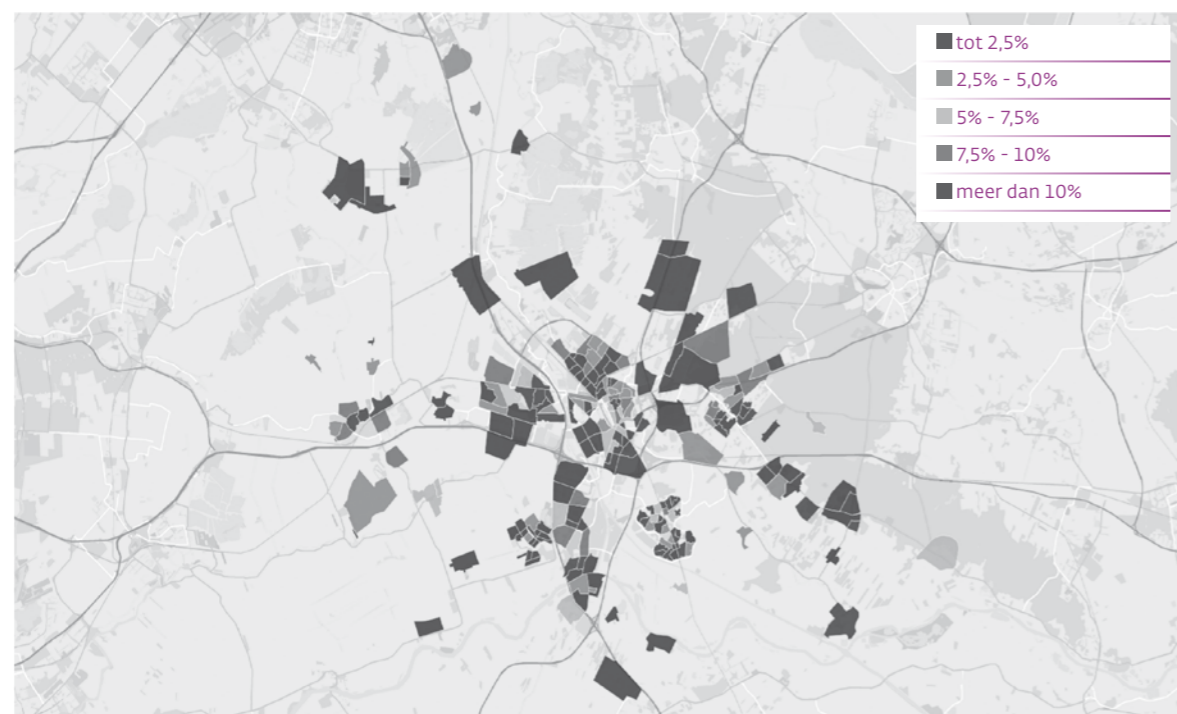 tot 2,5%
2,5% - 5,0%
5% - 7,5%
7,5% - 10%
meer dan 10%